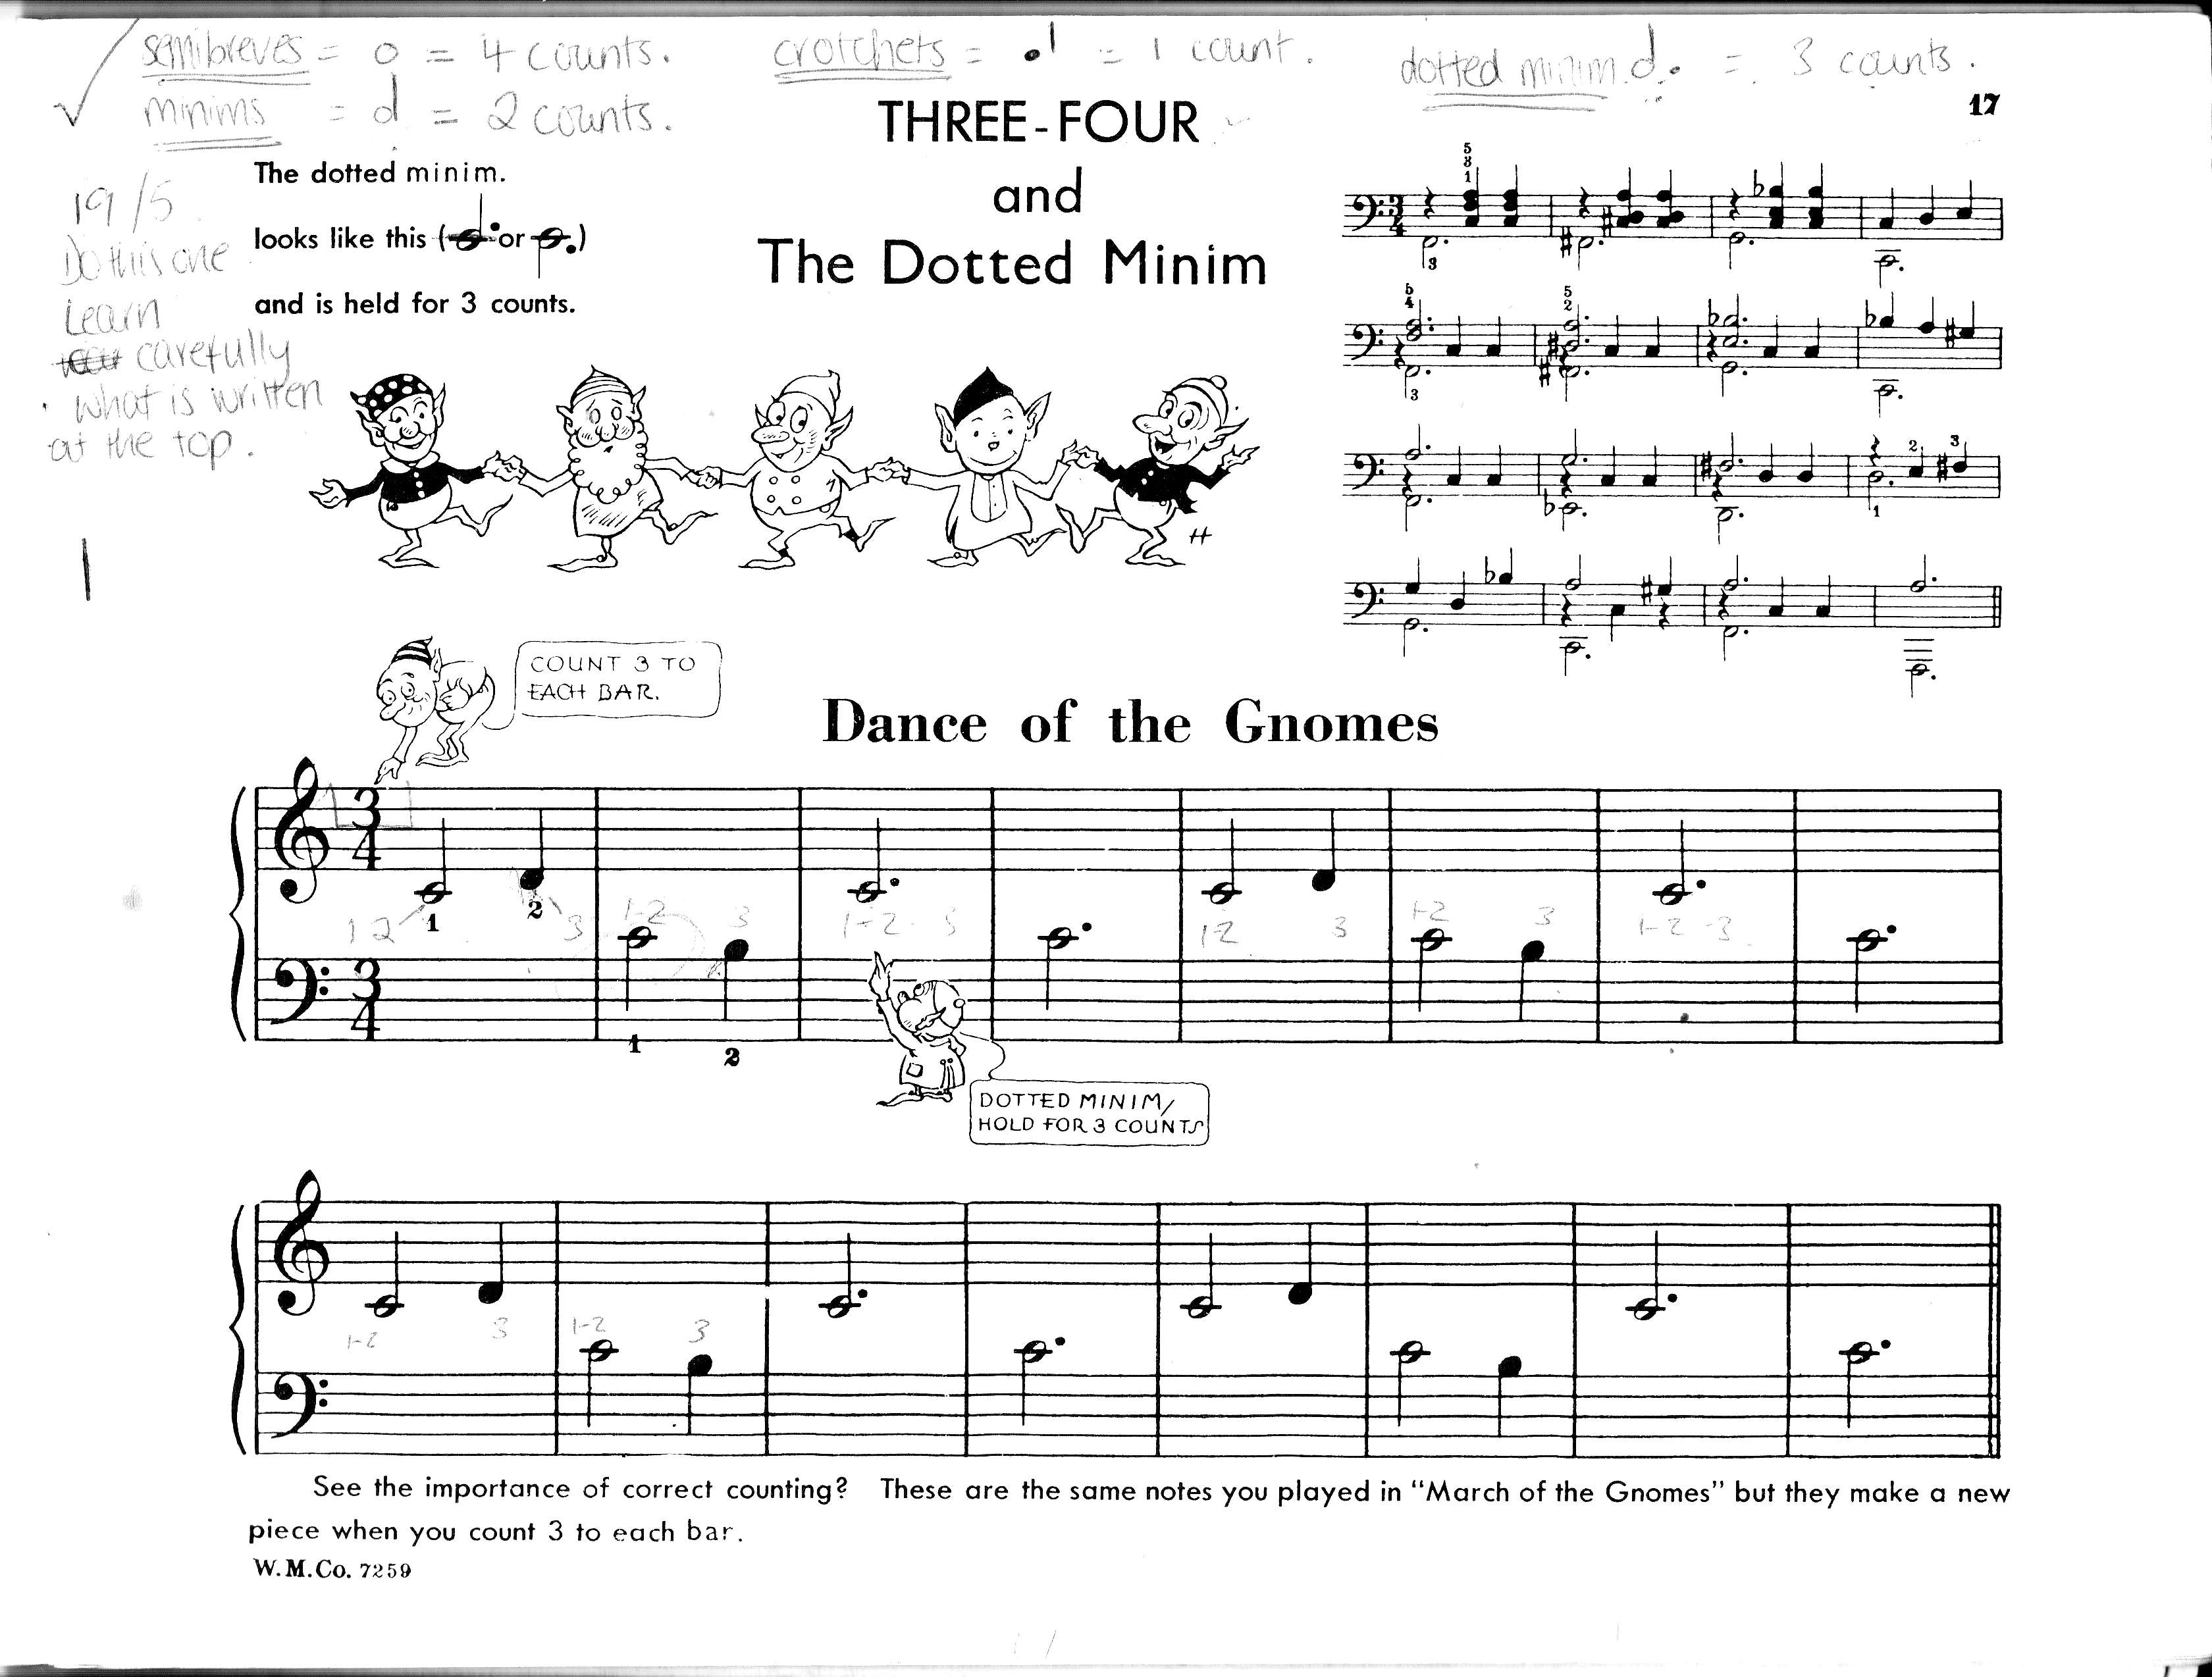 semibreves = o = 4 counts.
crotchets = ♩ = 1 count.
dotted minim 𝅗𝅥. = 3 counts.
minims = 𝅗𝅥 = 2 counts.
17
THREE-FOUR
and
The Dotted Minim
The dotted minim.
looks like this ( or )
and is held for 3 counts.
19/5
Do this one
Learn
carefully
what is written
at the top.
5
3
1
3
5
4
3
5
2
2
3
1
H
COUNT 3 TO
EACH BAR.
Dance of the Gnomes
3
4
1 2
1
2
3
1-2
3
1-2-3
1-2
3
1-2
3
1-2-3
3
4
1
2
DOTTED MINIM,
HOLD FOR 3 COUNTS
1-2
3
1-2
3
See the importance of correct counting? These are the same notes you played in "March of the Gnomes" but they make a new
piece when you count 3 to each bar.
W.M.Co. 7259